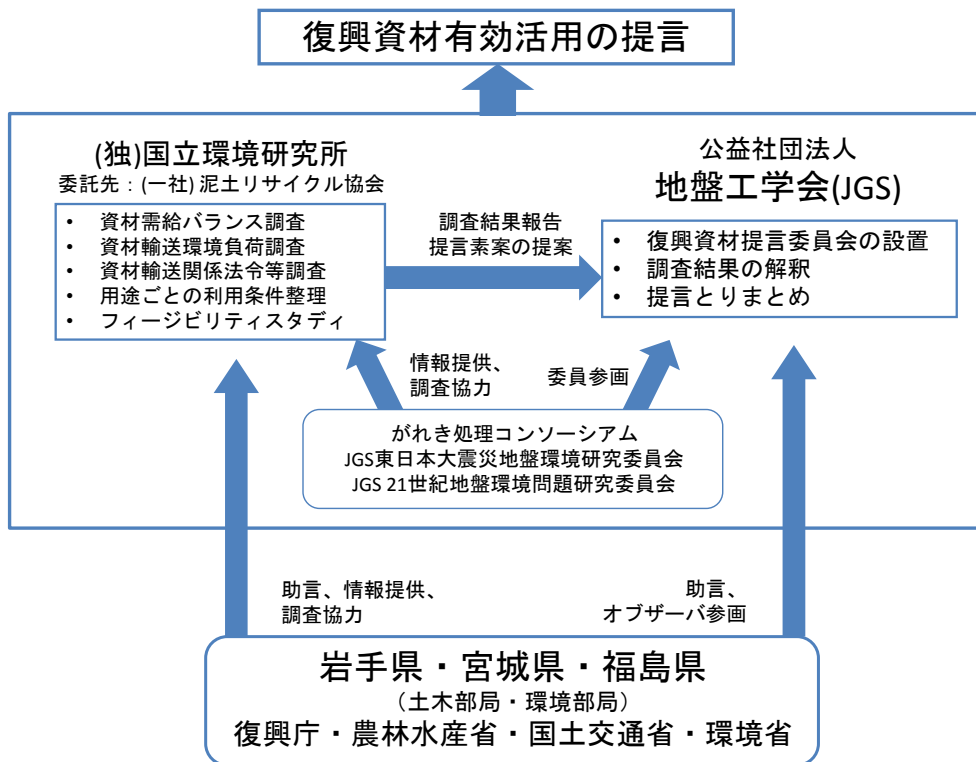 復興資材有効活用の提言
(独)国立環境研究所
委託先：(一社)泥土リサイクル協会
• 資材需給バランス調査
• 資材輸送環境負荷調査
• 資材輸送関係法令等調査
• 用途ごとの利用条件整理
• フィージビリティスタディ
調査結果報告
提言素案の提案
公益社団法人
地盤工学会(JGS)
• 復興資材提言委員会の設置
• 調査結果の解釈
• 提言とりまとめ
情報提供、
調査協力
委員参画
がれき処理コンソーシアム
JGS東日本大震災地盤環境研究委員会
JGS 21世紀地盤環境問題研究委員会
助言、情報提供、
調査協力
助言、
オブザーバ参画
岩手県・宮城県・福島県
（土木部局・環境部局）
復興庁・農林水産省・国土交通省・環境省